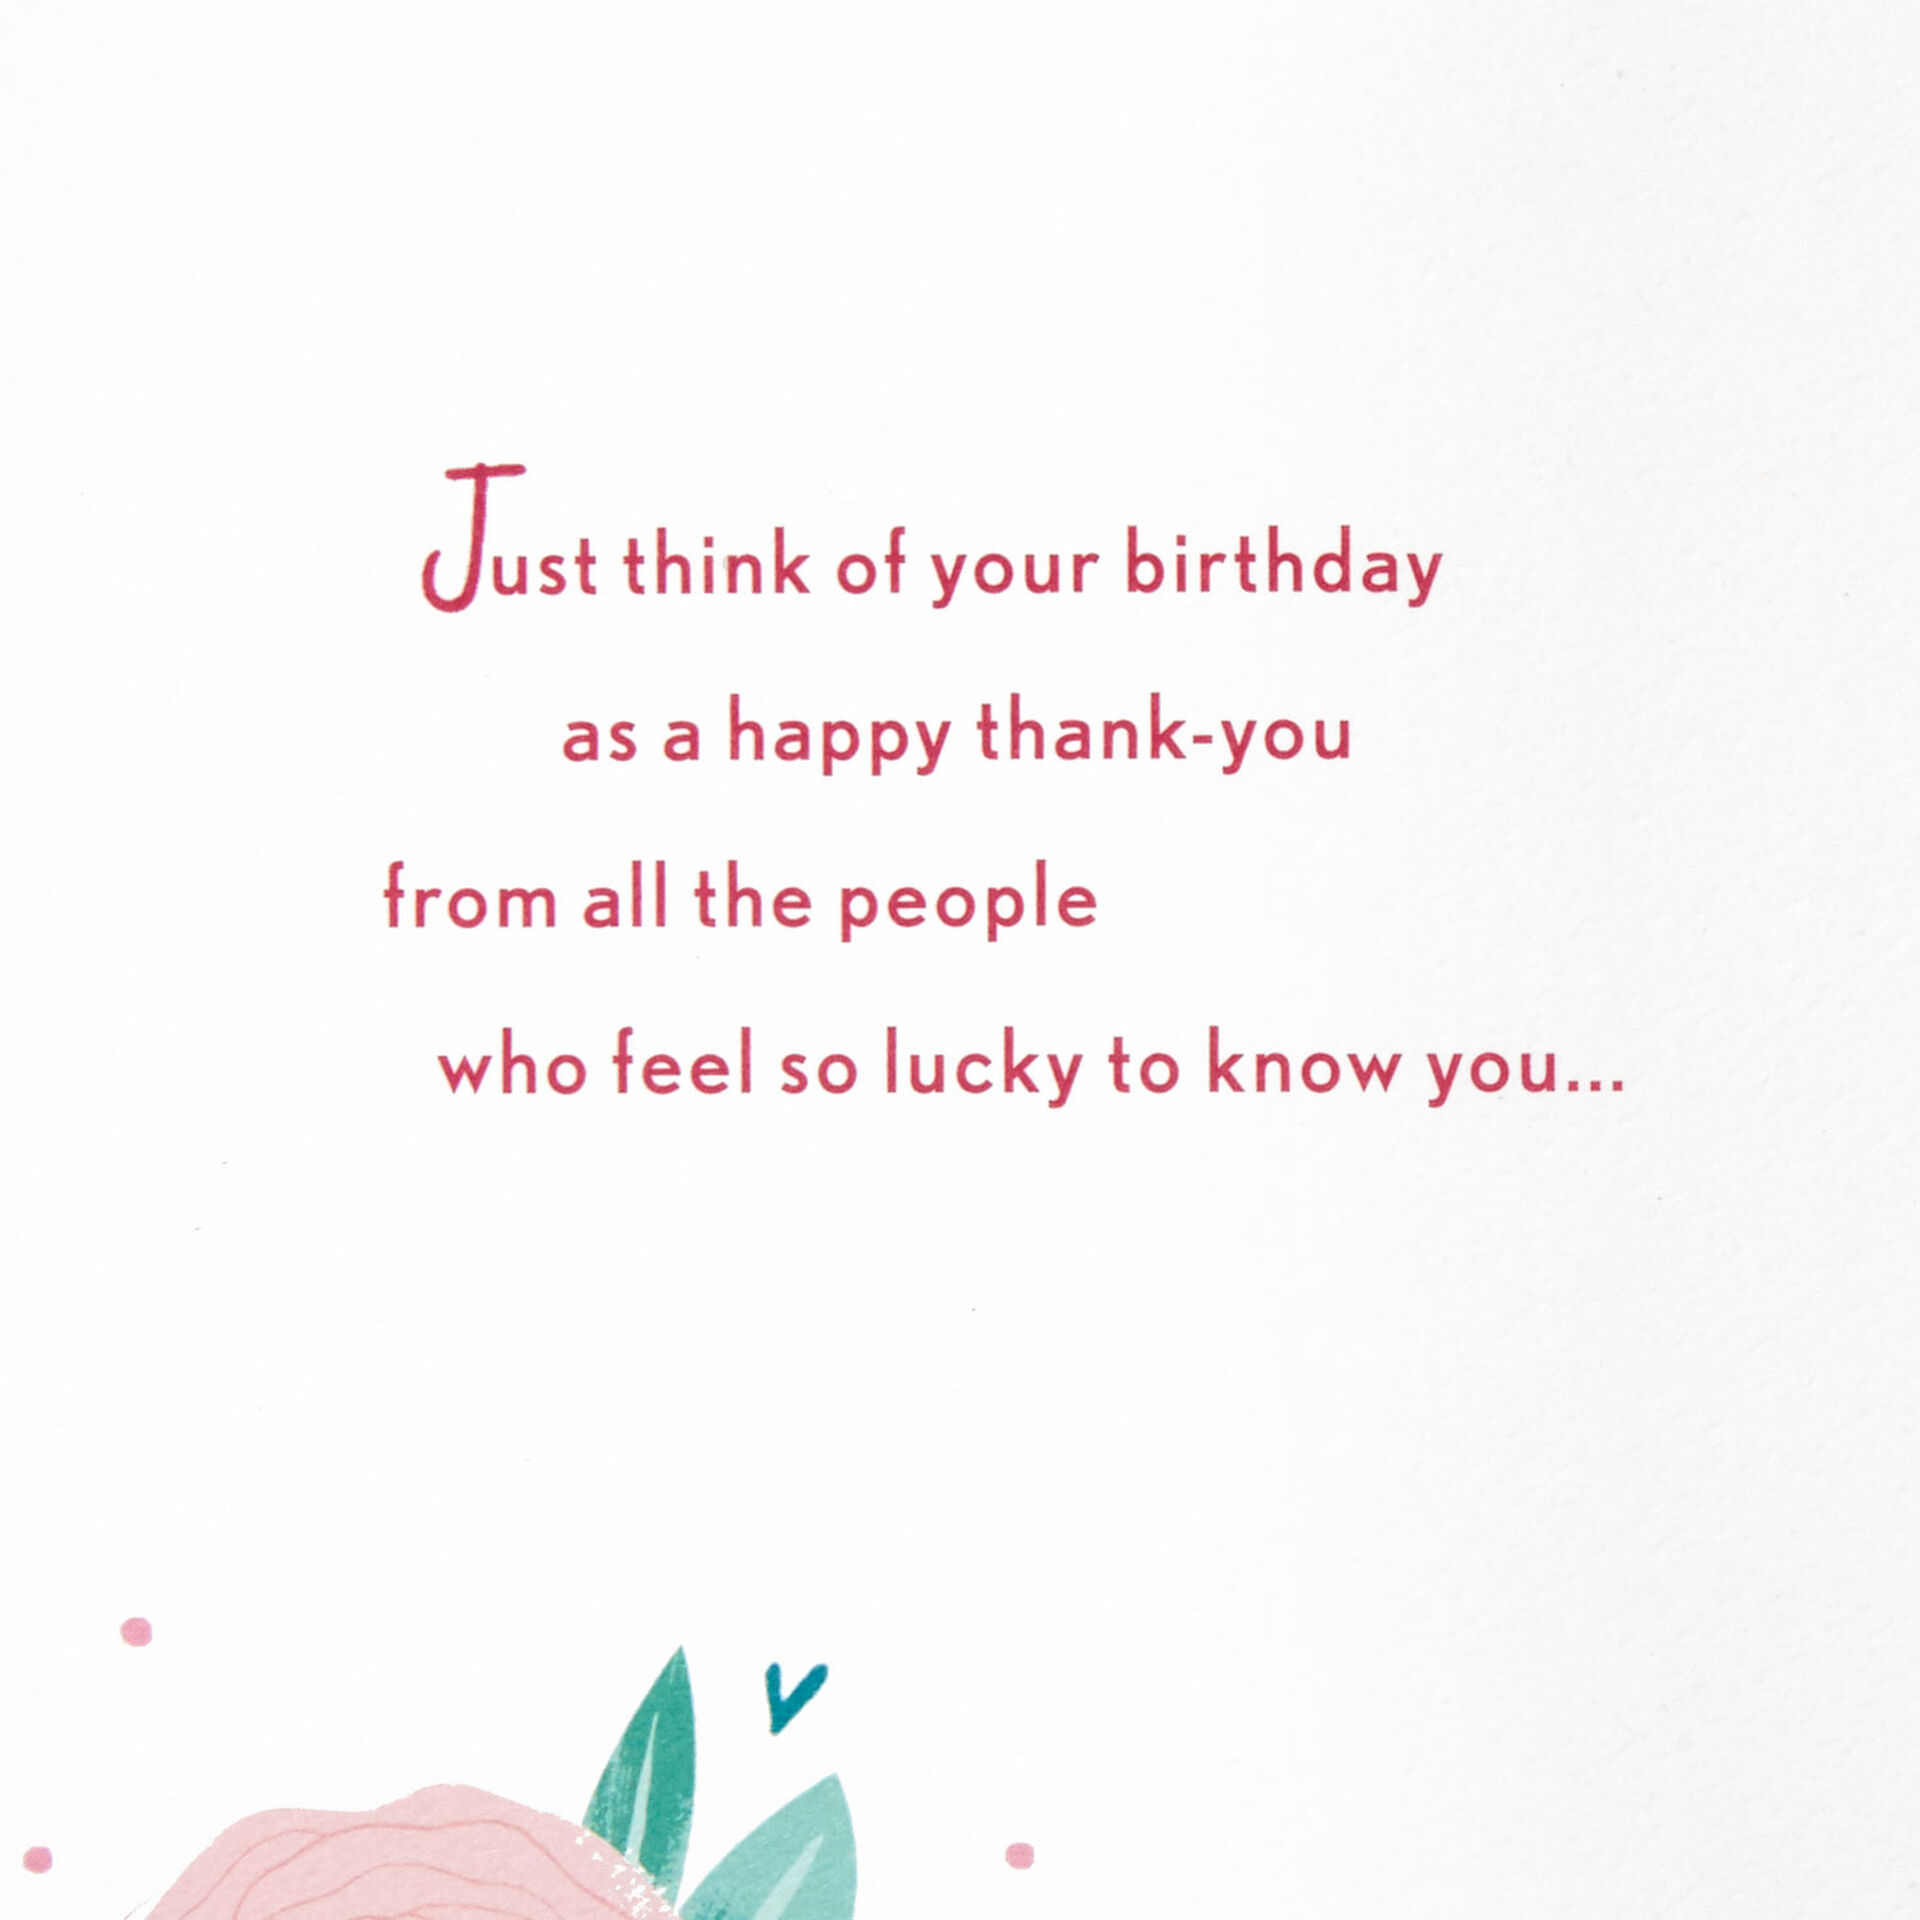 Just think of your birthday
as a happy thank-you
from all the people
who feel so lucky to know you...